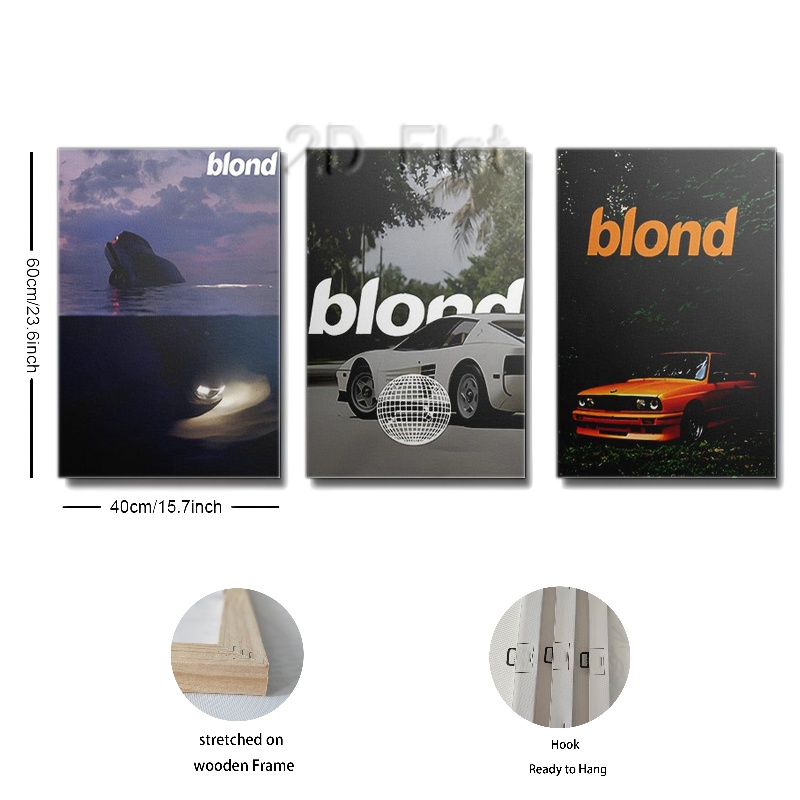 2D Flat
blond
blond
blond
60cm/23.6inch
40cm/15.7inch
stretched on
wooden Frame
Hook
Ready to Hang